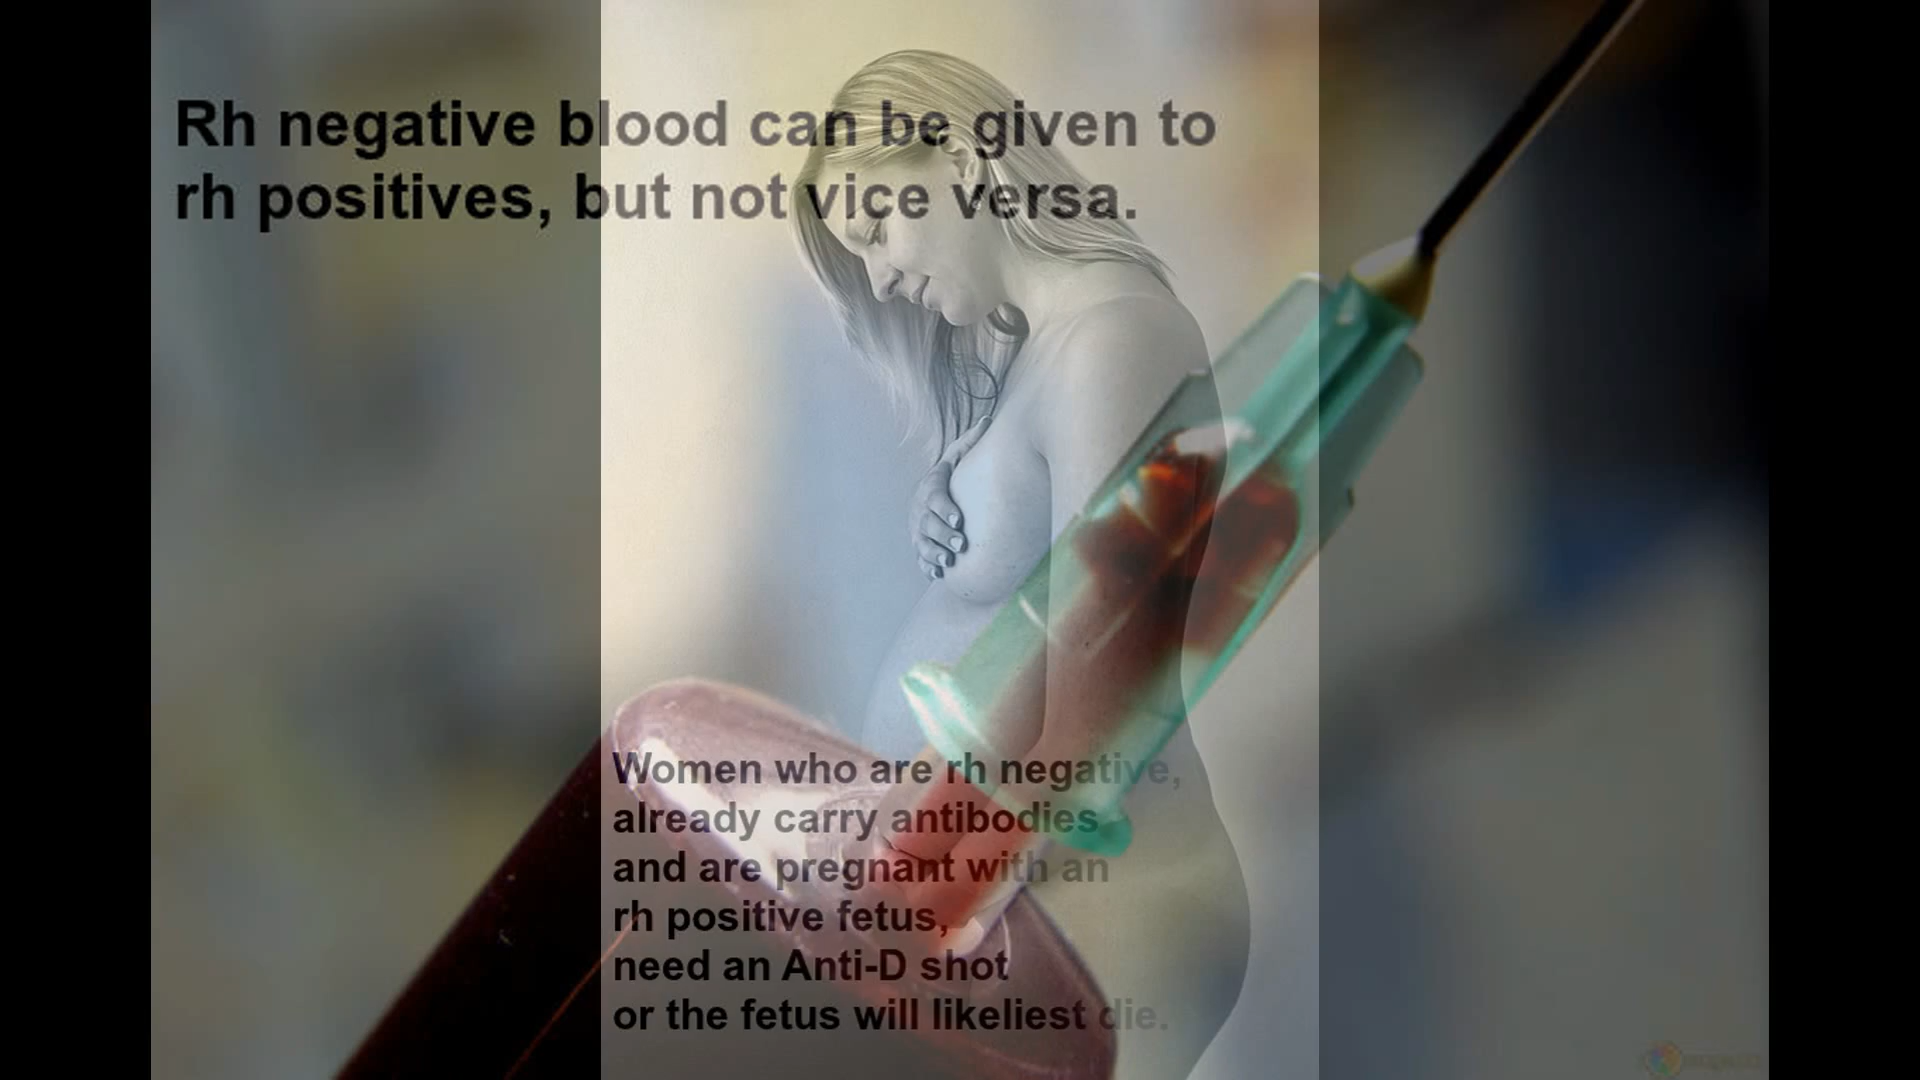 Rh negative blood can be given to
rh positives, but not vice versa.
Women who are rh negative,
already carry antibodies
and are pregnant with an
rh positive fetus,
need an Anti-D shot
or the fetus will likeliest die.